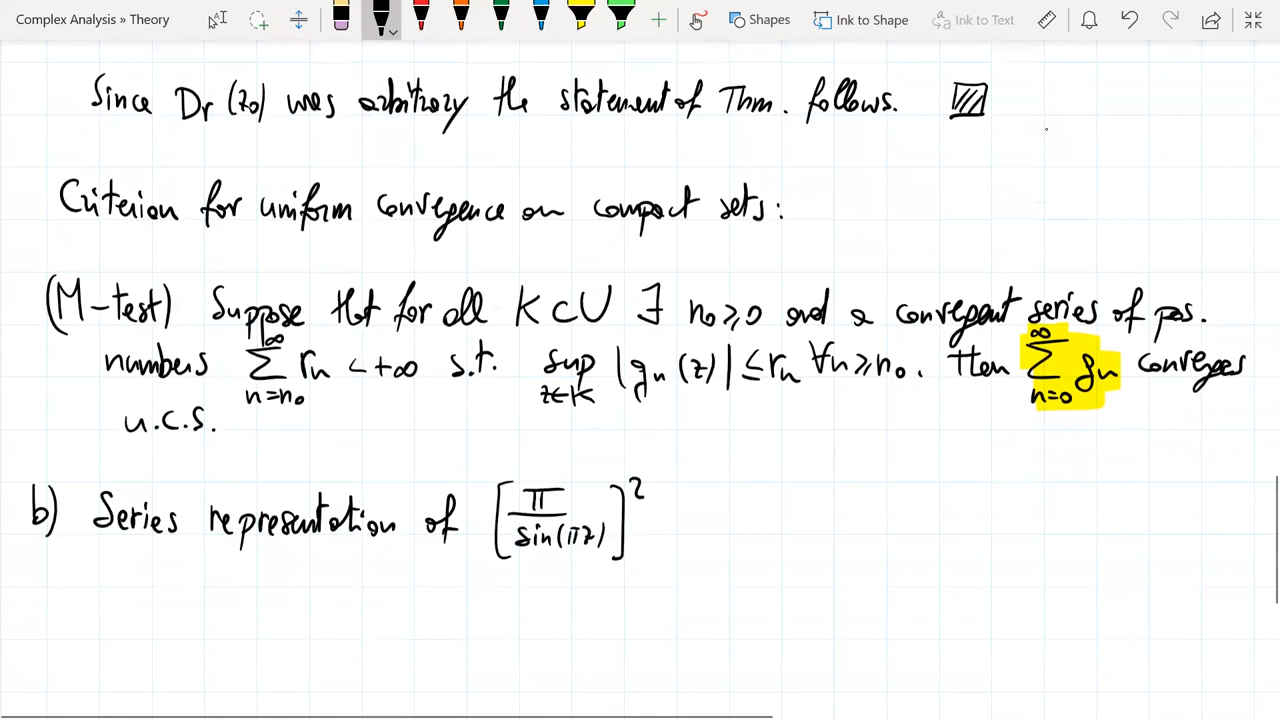 Complex Analysis » Theory
Shapes
Ink to Shape
Ink to Text
Since Dr (z0) was arbitrary the statement of Thm. follows.
Criterion for uniform convergence on compact sets:
(M-test) Suppose that for all K ⊂ U ∃ n0 ≥ 0 and a convergent series of pos.
numbers ∑_{n=n0}^{∞} rn < +∞ s.t. sup_{z∈K} |gn(z)| ≤ rn ∀n ≥ n0. Then ∑_{n=0}^{∞} gn converges
u.c.s.
b) Series representation of [π/sin(πz)]²